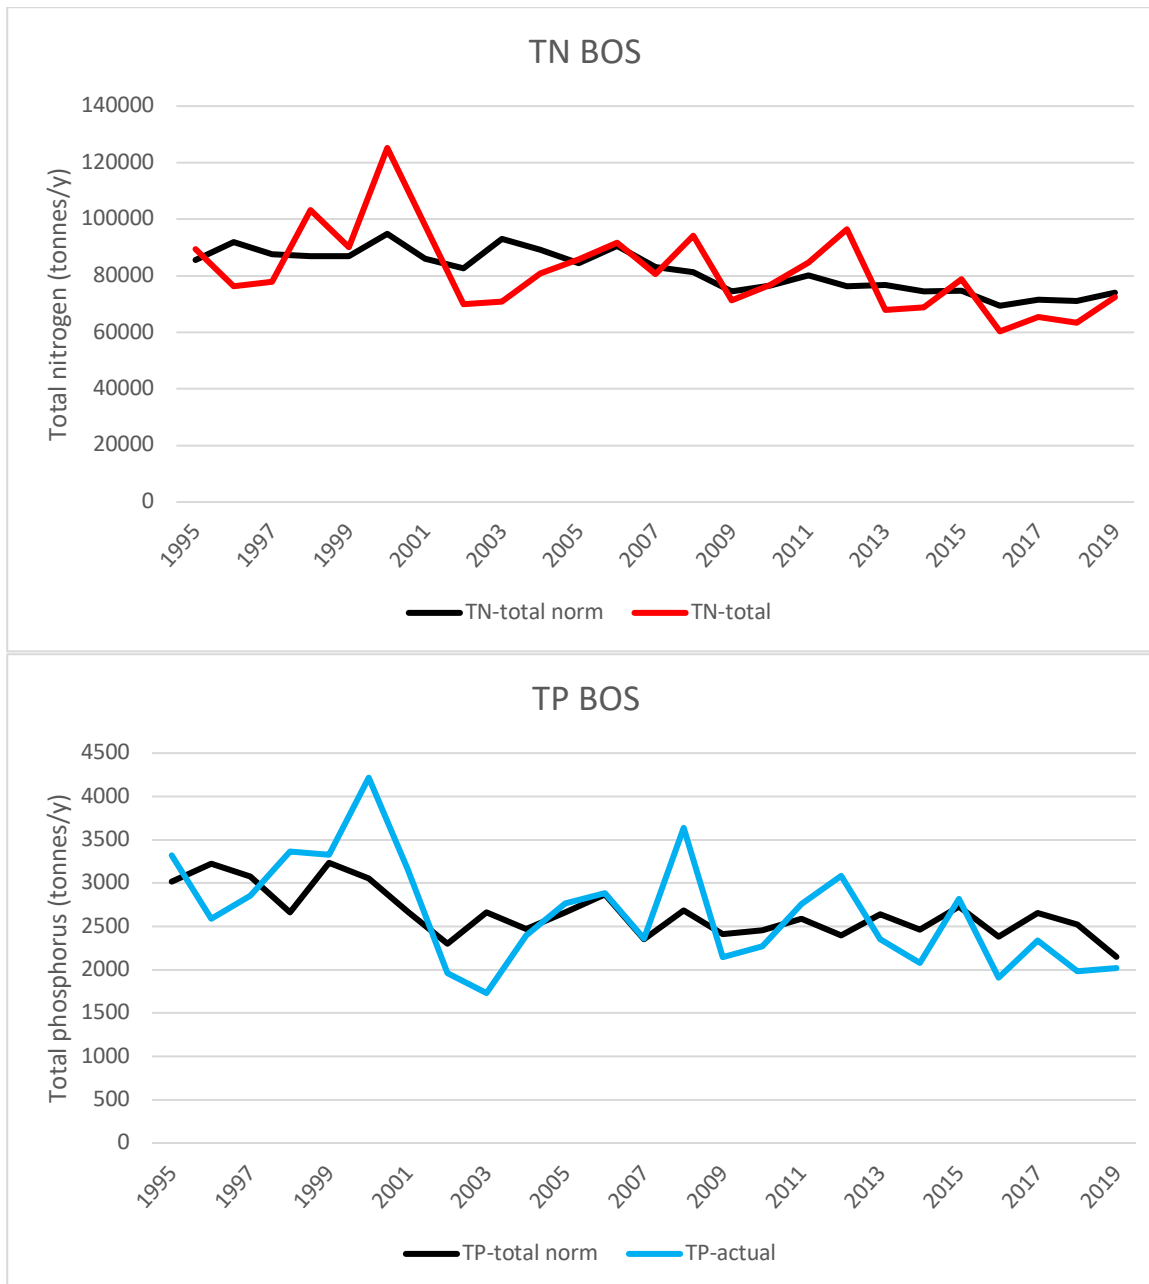 TN BOS
Total nitrogen (tonnes/y)
140000
120000
100000
80000
60000
40000
20000
0
1995 1997 1999 2001 2003 2005 2007 2009 2011 2013 2015 2017 2019
TN-total norm TN-total
TP BOS
Total phosphorus (tonnes/y)
4500
4000
3500
3000
2500
2000
1500
1000
500
0
1995 1997 1999 2001 2003 2005 2007 2009 2011 2013 2015 2017 2019
TP-total norm TP-actual